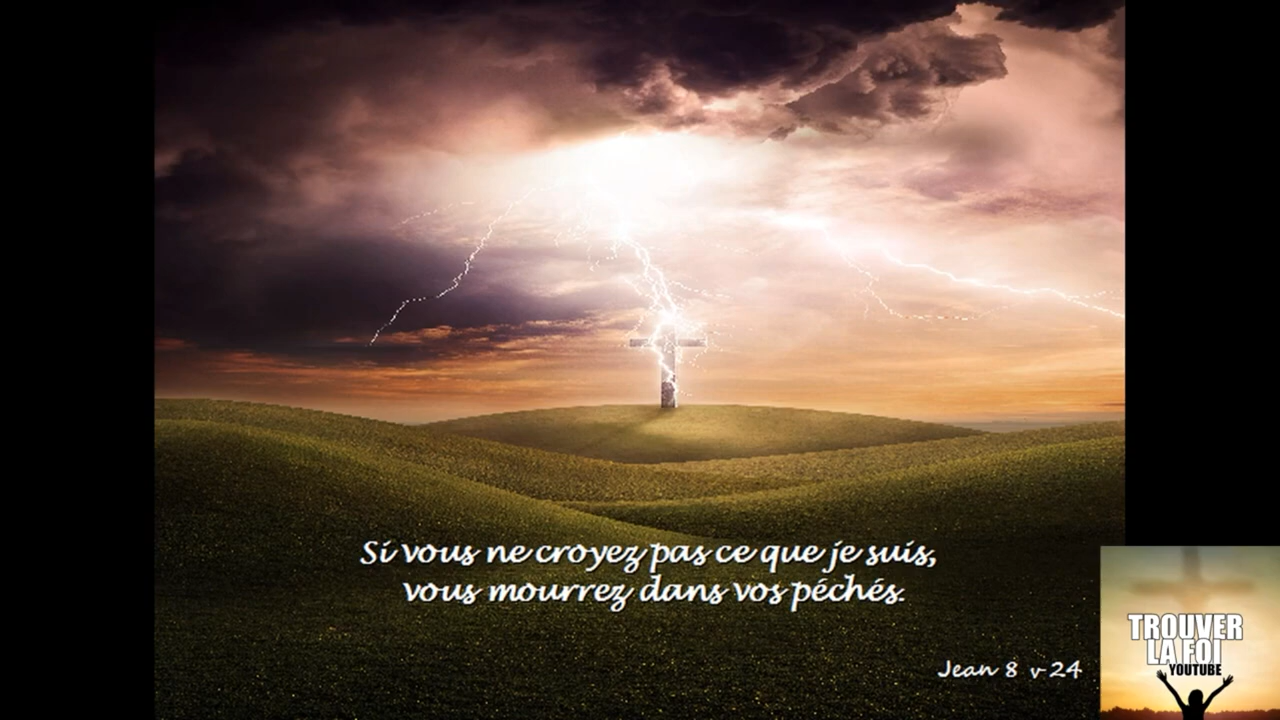 Si vous ne croyez pas ce que je suis,
vous mourrez dans vos péchés.
Jean 8 v 24
TROUVER
LA FOI
YOUTUBE